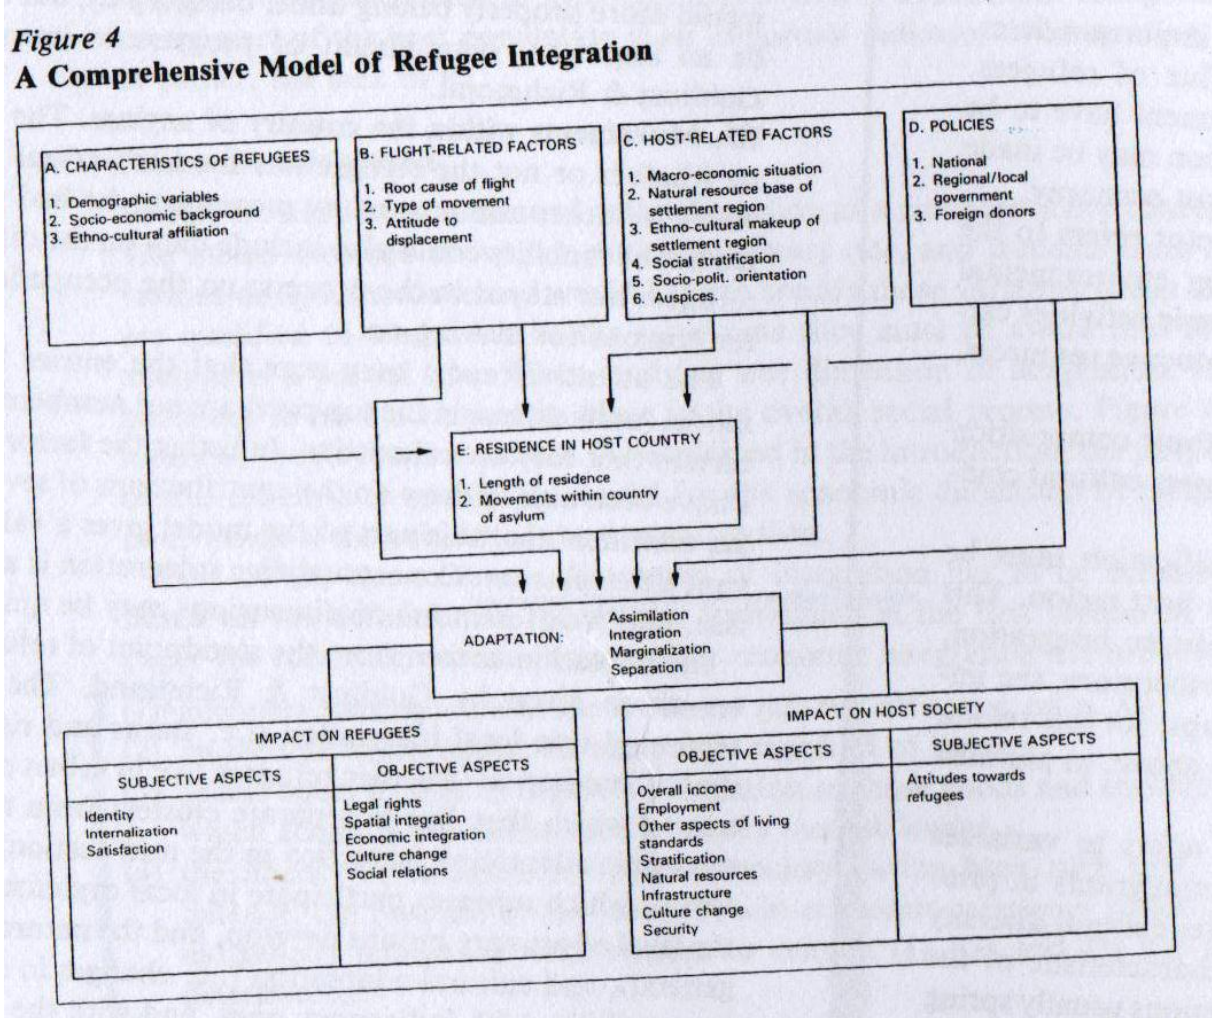 Figure 4
A Comprehensive Model of Refugee Integration
A. CHARACTERISTICS OF REFUGEES
1. Demographic variables
2. Socio-economic background
3. Ethno-cultural affiliation
B. FLIGHT-RELATED FACTORS
1. Root cause of flight
2. Type of movement
3. Attitude to
displacement
C. HOST-RELATED FACTORS
1. Macro-economic situation
2. Natural resource base of
settlement region
3. Ethno-cultural makeup of
settlement region
4. Social stratification
5. Socio-polit. orientation
6. Auspices.
D. POLICIES
1. National
2. Regional/local
government
3. Foreign donors
E. RESIDENCE IN HOST COUNTRY
1. Length of residence
2. Movements within country
of asylum
ADAPTATION:
Assimilation
Integration
Marginalization
Separation
IMPACT ON REFUGEES
SUBJECTIVE ASPECTS
Identity
Internalization
Satisfaction
OBJECTIVE ASPECTS
Legal rights
Spatial integration
Economic integration
Culture change
Social relations
IMPACT ON HOST SOCIETY
OBJECTIVE ASPECTS
Overall income
Employment
Other aspects of living
standards
Stratification
Natural resources
Infrastructure
Culture change
Security
SUBJECTIVE ASPECTS
Attitudes towards
refugees